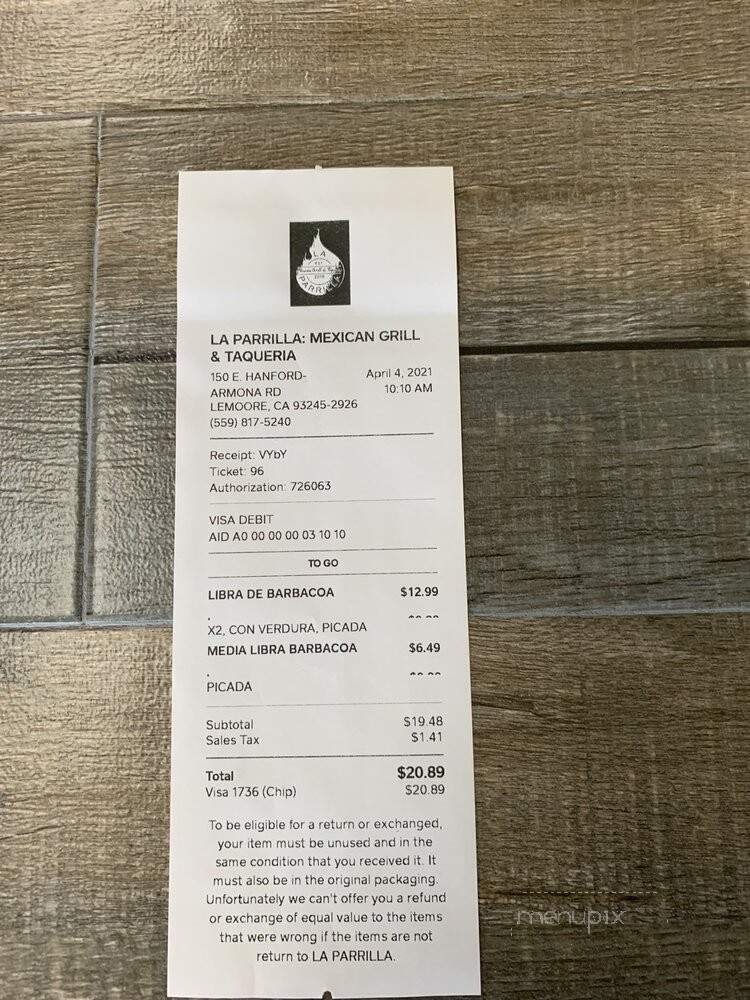 LA
PARRILLA
LA PARRILLA: MEXICAN GRILL
& TAQUERIA
150 E. HANFORD- April 4, 2021
ARMONA RD 10:10 AM
LEMOORE, CA 93245-2926
(559) 817-5240
Receipt: VYbY
Ticket: 96
Authorization: 726063
VISA DEBIT
AID A0 00 00 00 03 10 10
TO GO
LIBRA DE BARBACOA $12.99
.
X2, CON VERDURA, PICADA
MEDIA LIBRA BARBACOA $6.49
.
PICADA
Subtotal $19.48
Sales Tax $1.41
Total $20.89
Visa 1736 (Chip) $20.89
To be eligible for a return or exchanged,
your item must be unused and in the
same condition that you received it. It
must also be in the original packaging.
Unfortunately we can't offer you a refund
or exchange of equal value to the items
that were wrong if the items are not
return to LA PARRILLA.
menupix